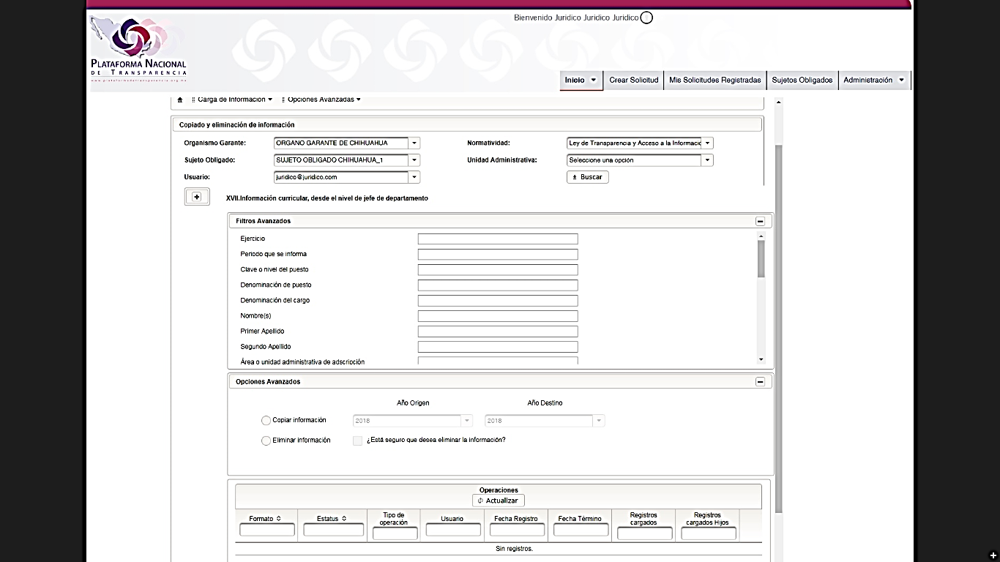 Bienvenido Juridico Juridico Juridico
PLATAFORMA NACIONAL
DE TRANSPARENCIA
www.plataformadetransparencia.org.mx
Inicio
Crear Solicitud
Mis Solicitudes Registradas
Sujetos Obligados
Administración
Carga de Información
Opciones Avanzadas
Copiado y eliminación de información
Organismo Garante:
ORGANO GARANTE DE CHIHUAHUA
Normatividad:
Ley de Transparencia y Acceso a la Informació
Sujeto Obligado:
SUJETO OBLIGADO CHIHUAHUA_1
Unidad Administrativa:
Seleccione una opción
Usuario:
juridico@juridico.com
Buscar
XVII.Información curricular, desde el nivel de jefe de departamento
Filtros Avanzados
Ejercicio
Periodo que se informa
Clave o nivel del puesto
Denominación de puesto
Denominación del cargo
Nombre(s)
Primer Apellido
Segundo Apellido
Área o unidad administrativa de adscripción
Opciones Avanzados
Año Origen
Año Destino
Copiar información
2018
2018
Eliminar información
¿Está seguro que desea eliminar la información?
Operaciones
Actualizar
Formato
Estatus
Tipo de
operación
Usuario
Fecha Registro
Fecha Término
Registros
cargados
Registros
cargados Hijos
Sin registros.